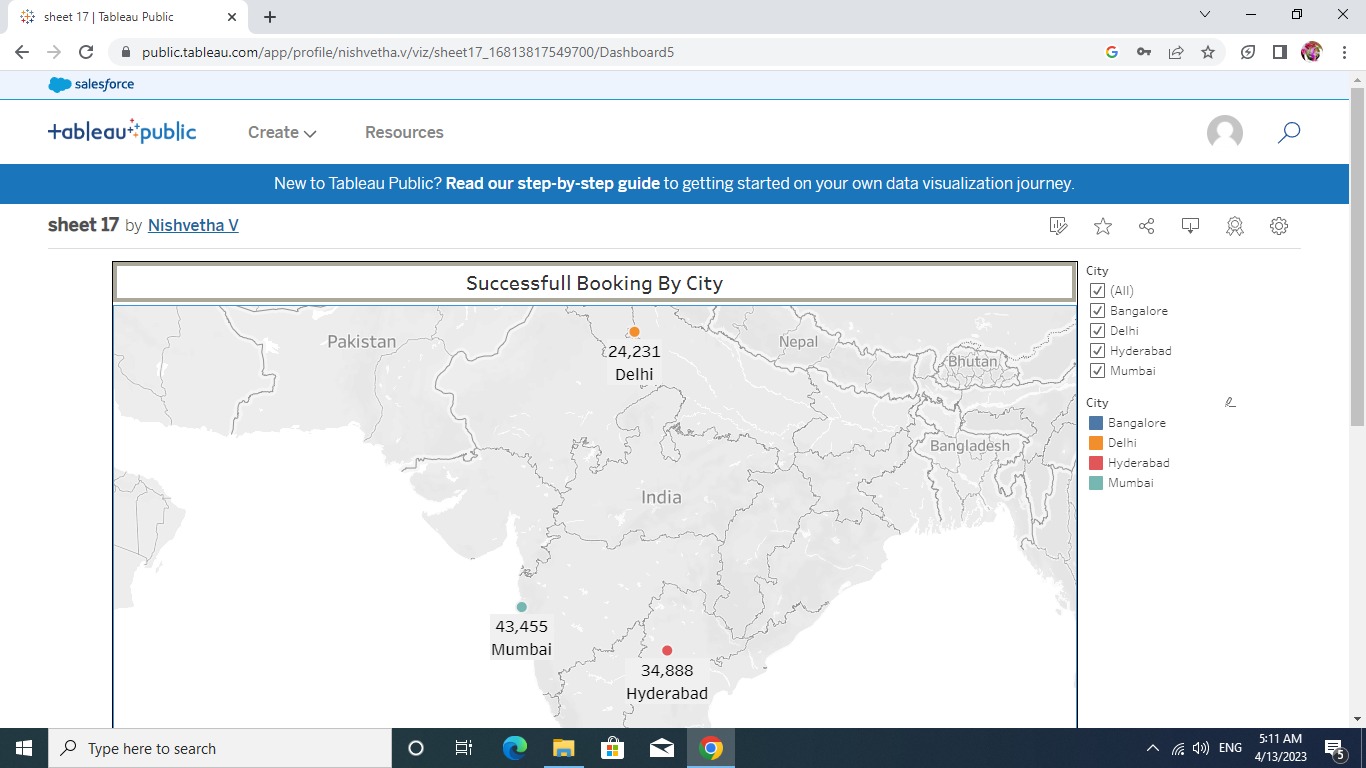 sheet 17 | Tableau Public
public.tableau.com/app/profile/nishvetha.v/viz/sheet17_16813817549700/Dashboard5
salesforce
+ableau public
Create
Resources
New to Tableau Public? Read our step-by-step guide to getting started on your own data visualization journey.
sheet 17 by Nishvetha V
Successfull Booking By City
Pakistan
Nepal
Bhutan
24,231
Delhi
Bangladesh
India
43,455
Mumbai
34,888
Hyderabad
City
(All)
Bangalore
Delhi
Hyderabad
Mumbai
City
Bangalore
Delhi
Hyderabad
Mumbai
Type here to search
ENG
5:11 AM
4/13/2023
5